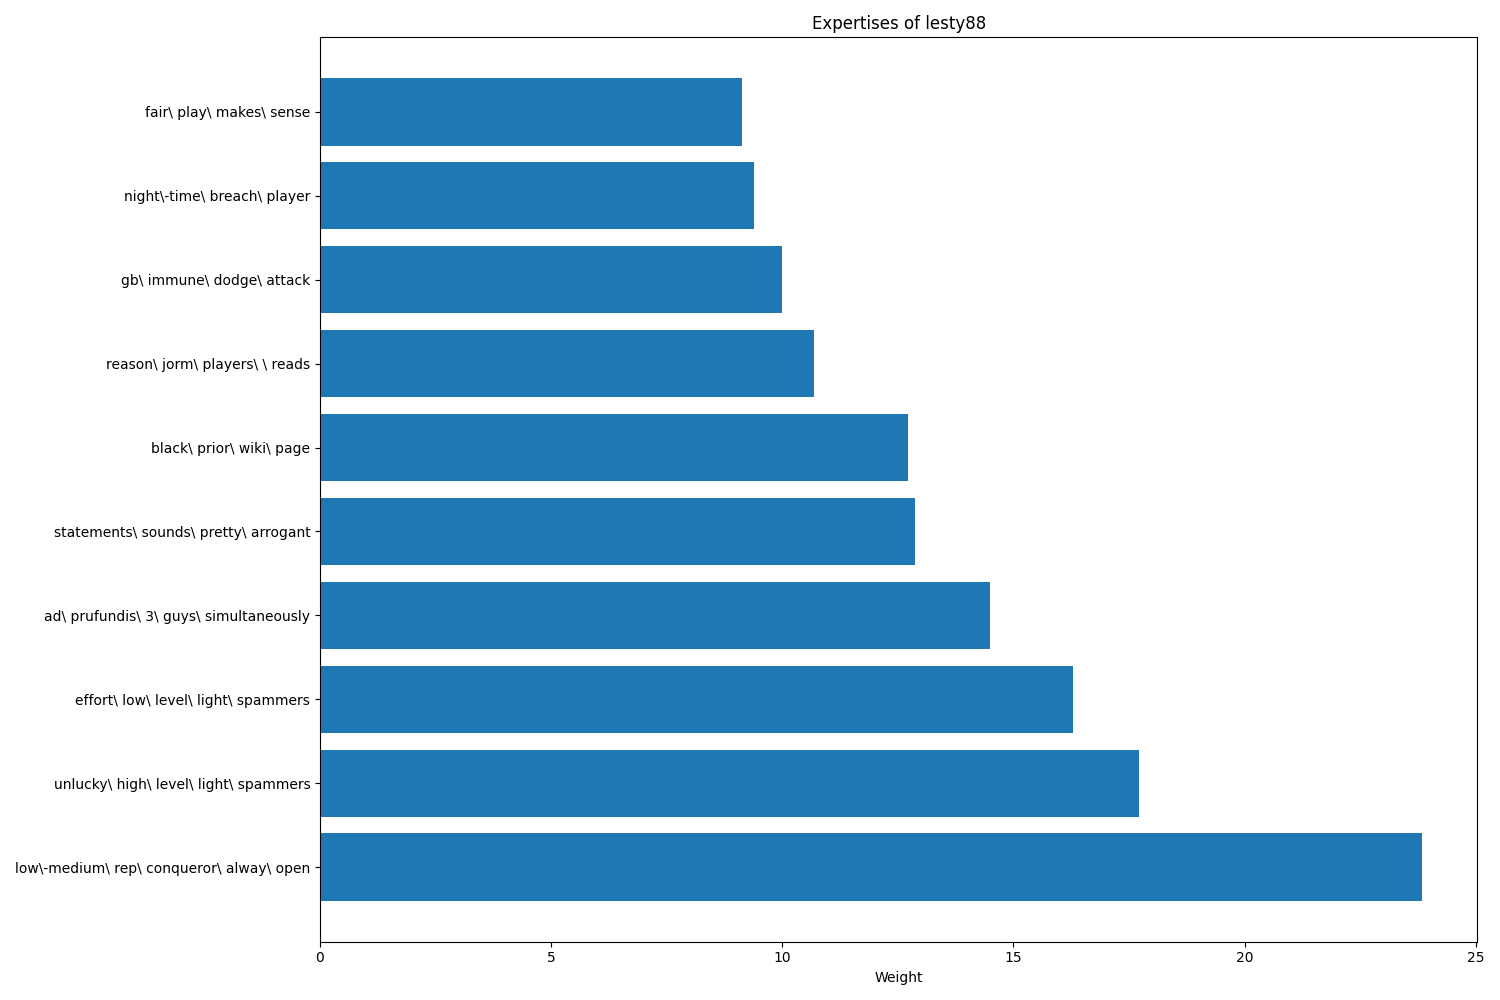 Expertises of lesty88
fair\ play\ makes\ sense
night\-time\ breach\ player
gb\ immune\ dodge\ attack
reason\ jorm\ players\ \ reads
black\ prior\ wiki\ page
statements\ sounds\ pretty\ arrogant
ad\ prufundis\ 3\ guys\ simultaneously
effort\ low\ level\ light\ spammers
unlucky\ high\ level\ light\ spammers
low\-medium\ rep\ conqueror\ alway\ open
0 5 10 15 20 25
Weight